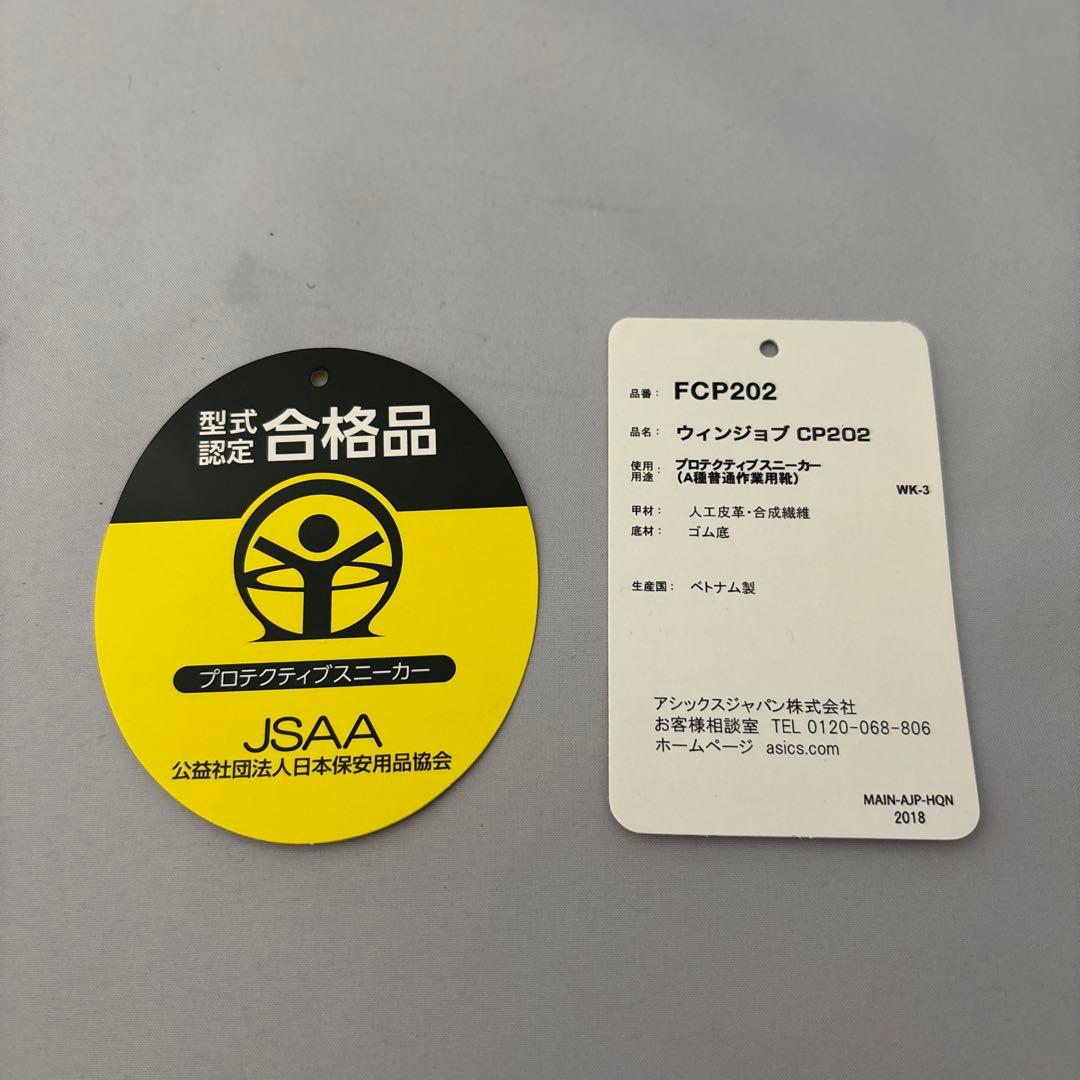 型式
認定 合格品
プロテクティブスニーカー
JSAA
公益社団法人日本保安用品協会
品番： FCP202
品名： ウィンジョブ CP202
使用
用途： プロテクティブスニーカー
（A種普通作業用靴）
WK-3
甲材： 人工皮革・合成繊維
底材： ゴム底
生産国： ベトナム製
アシックスジャパン株式会社
お客様相談室 TEL 0120-068-806
ホームページ asics.com
MAIN-AJP-HQN
2018